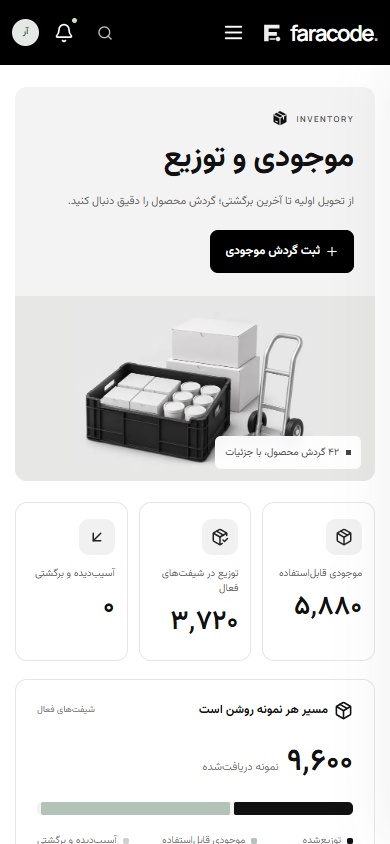 faracode.
آر
INVENTORY
موجودی و توزیع
از تحویل اولیه تا آخرین برگشتی؛ گردش محصول را دقیق دنبال کنید.
+ ثبت گردش موجودی
۴۲ گردش محصول، با جزئیات
موجودی قابل‌استفاده
۵,۸۸۰
توزیع در شیفت‌های
فعال
۳,۷۲۰
آسیب‌دیده و برگشتی
۰
مسیر هر نمونه روشن است
شیفت‌های فعال
۹,۶۰۰ نمونه دریافت‌شده
توزیع‌شده
موجودی قابل‌استفاده
آسیب‌دیده و برگشتی